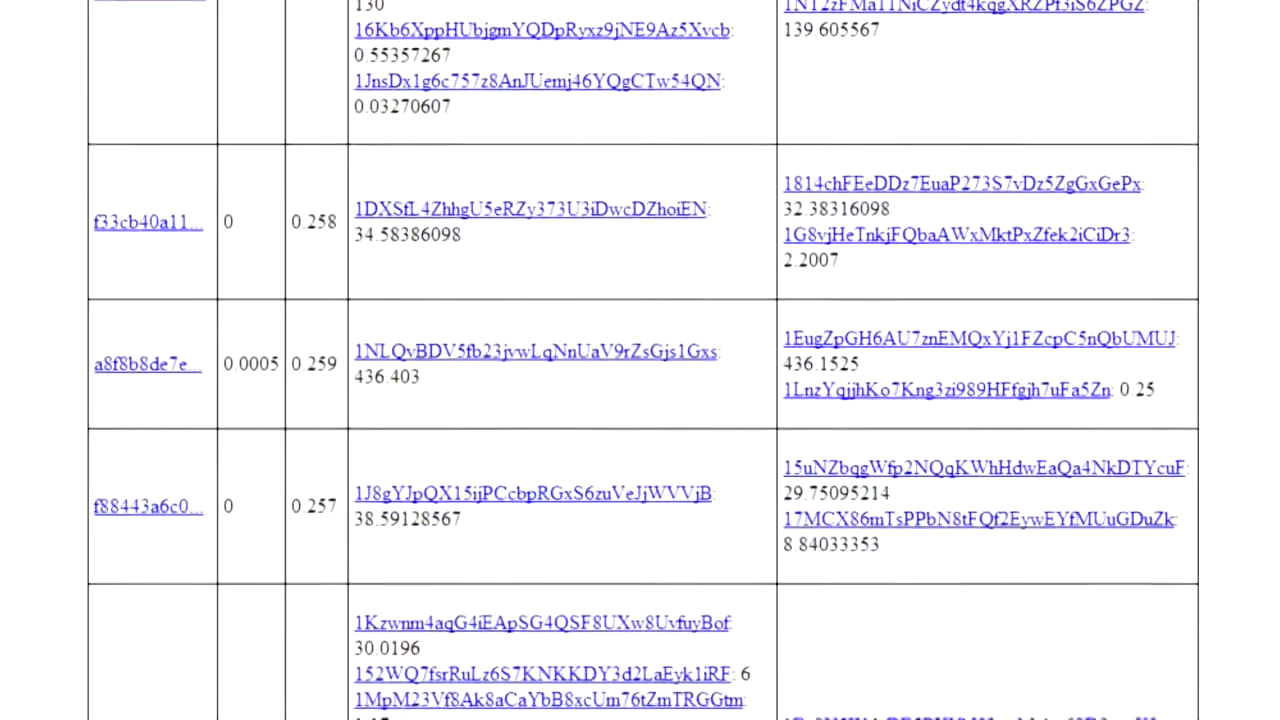 130
16Kb6XppHUbjgmYQDpRyxz9jNE9Az5Xvcb:
0.55357267
1JnsDx1g6c757z8AnJUemj46YQgCTw54QN:
0.03270607
139.605567
f33cb40a11...
0
0.258
1DXSfL4ZhhgU5eRZy373U3iDwcDZhoiEN:
34.58386098
1814chFEeDDz7EuaP273S7vDz5ZgGxGePx:
32.38316098
1G8vjHeTnkjFQbaAWxMktPxZfek2iCiDr3:
2.2007
a8f8b8de7e...
0.0005
0.259
1NLQvBDV5fb23jvwLqNnUaV9rZsGjs1Gxs:
436.403
1EugZpGH6AU7znEMQxYj1FZcpC5nQbUMUJ:
436.1525
1LnzYqjjhKo7Kng3zi989HFfgjh7uFa5Zn: 0.25
f88443a6c0...
0
0.257
1J8gYJpQX15ijPCcbpRGxS6zuVeJjWVVjB:
38.59128567
15uNZbqgWfp2NQqKWhHdwEaQa4NkDTYcuF:
29.75095214
17MCX86mTsPPbN8tFQf2EywEYfMUuGDuZk:
8.84033353
1Kzwnm4aqG4iEApSG4QSF8UXw8UvfuyBof:
30.0196
152WQ7fsrRuLz6S7KNKKDY3d2LaEyk1iRF: 6
1MpM23Vf8Ak8aCaYbB8xcUm76tZmTRGGtm: